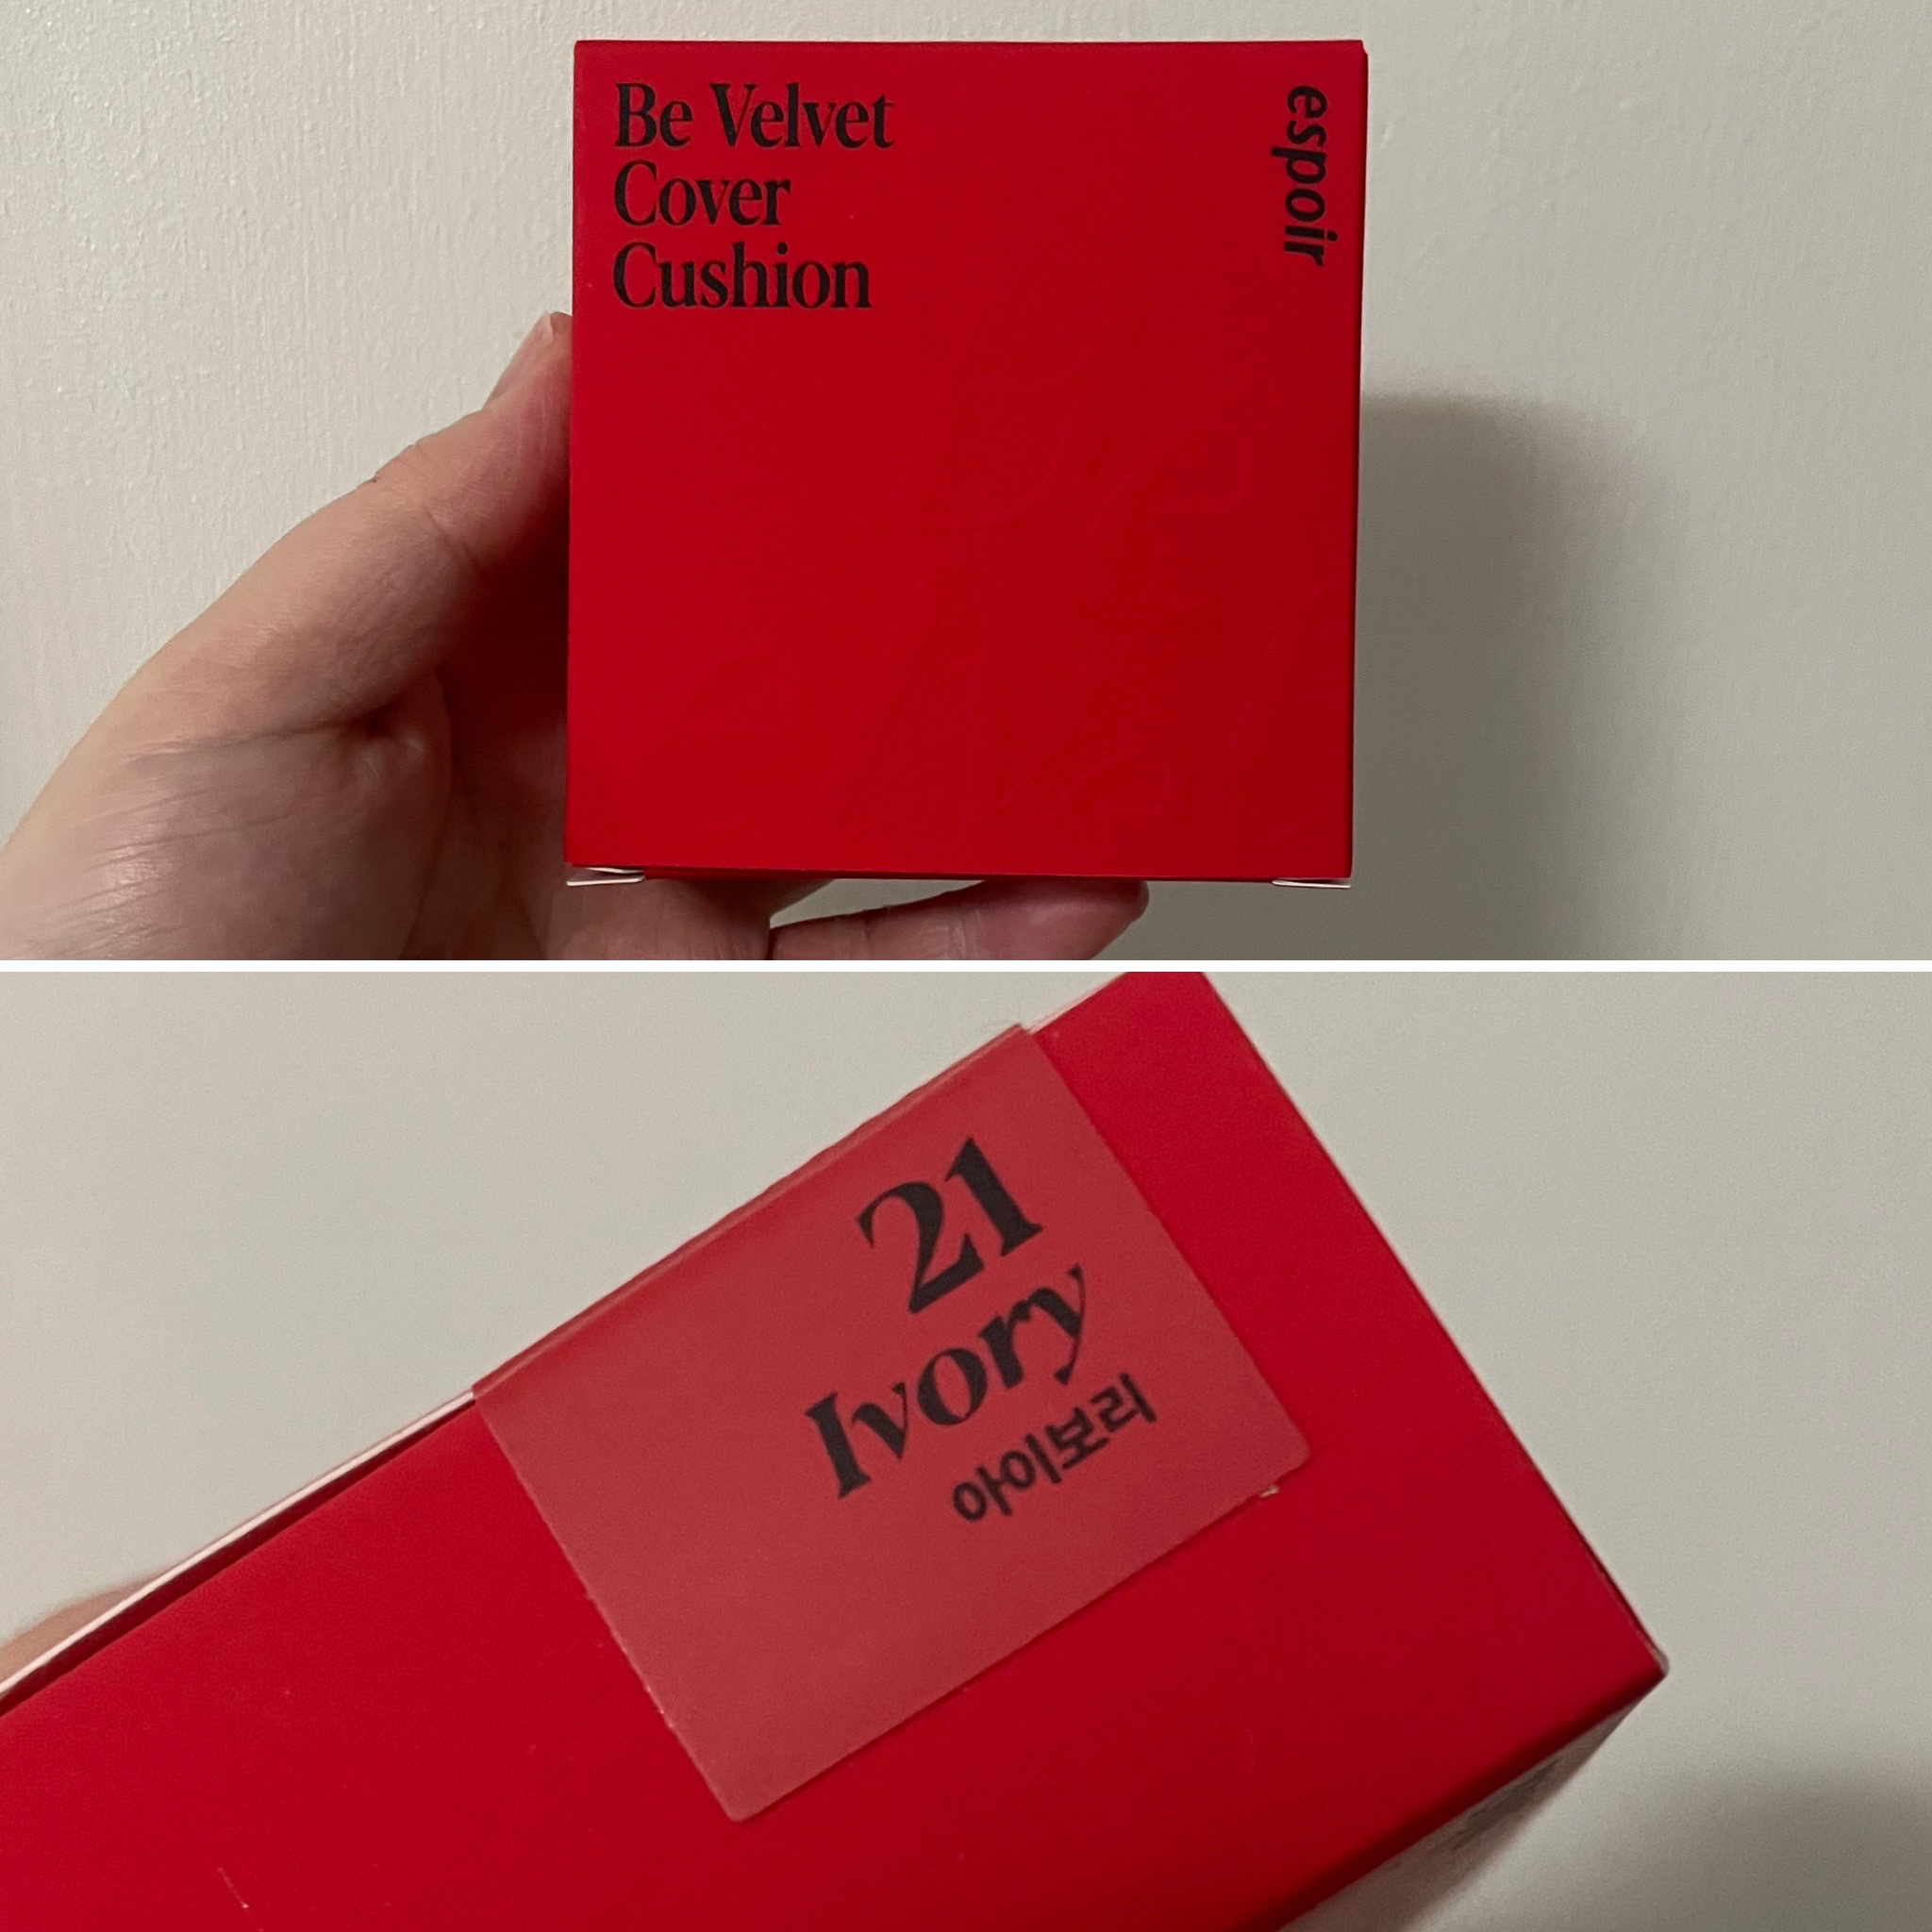 Be Velvet
Cover
Cushion
espoir
21
Ivory
아이보리